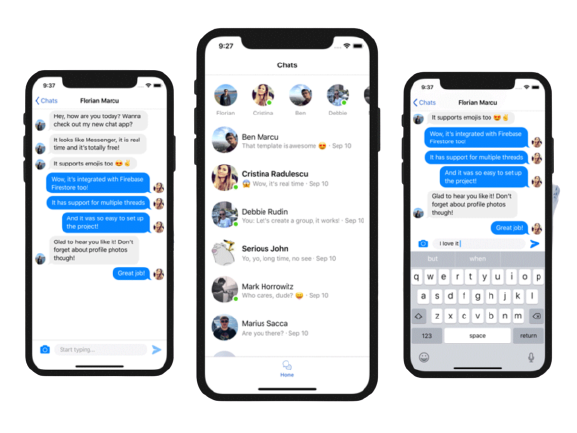 9:37
Chats
Florian Marcu
Hey, how are you today? Wanna
check out my new chat app?
It looks like Messenger, it is real
time and it's totally free!
It supports emojis too 😍 ✌️
Wow, it's integrated with Firebase
Firestore too!
It has support for multiple threads
And it was so easy to set up
the project!
Glad to hear you like it! Don't
forget about profile photos
though!
Great job!
Start typing...
9:27
Chats
Florian
Cristina
Ben
Debbie
Ben Marcu
That template is awesome 😍 · Sep 10
Cristina Radulescu
😱 Wow, it's real time · Sep 10
Debbie Rudin
You: Let's creats a group, it works! · Sep 10
Serious John
Yo, yo, long time, no see · Sep 10
Mark Horrowitz
Who cares, dude? 😄 · Sep 10
Marius Sacca
Are you there? · Sep 10
Home
9:37
Chats
Florian Marcu
It supports emojis too 😍 ✌️
Wow, it's integrated with Firebase
Firestore too!
It has support for multiple threads
And it was so easy to set up
the project!
Glad to hear you like it! Don't
forget about profile photos
though!
Great job!
I love it
but when
q w e r t y u i o p
a s d f g h j k l
z x c v b n m
123 space return